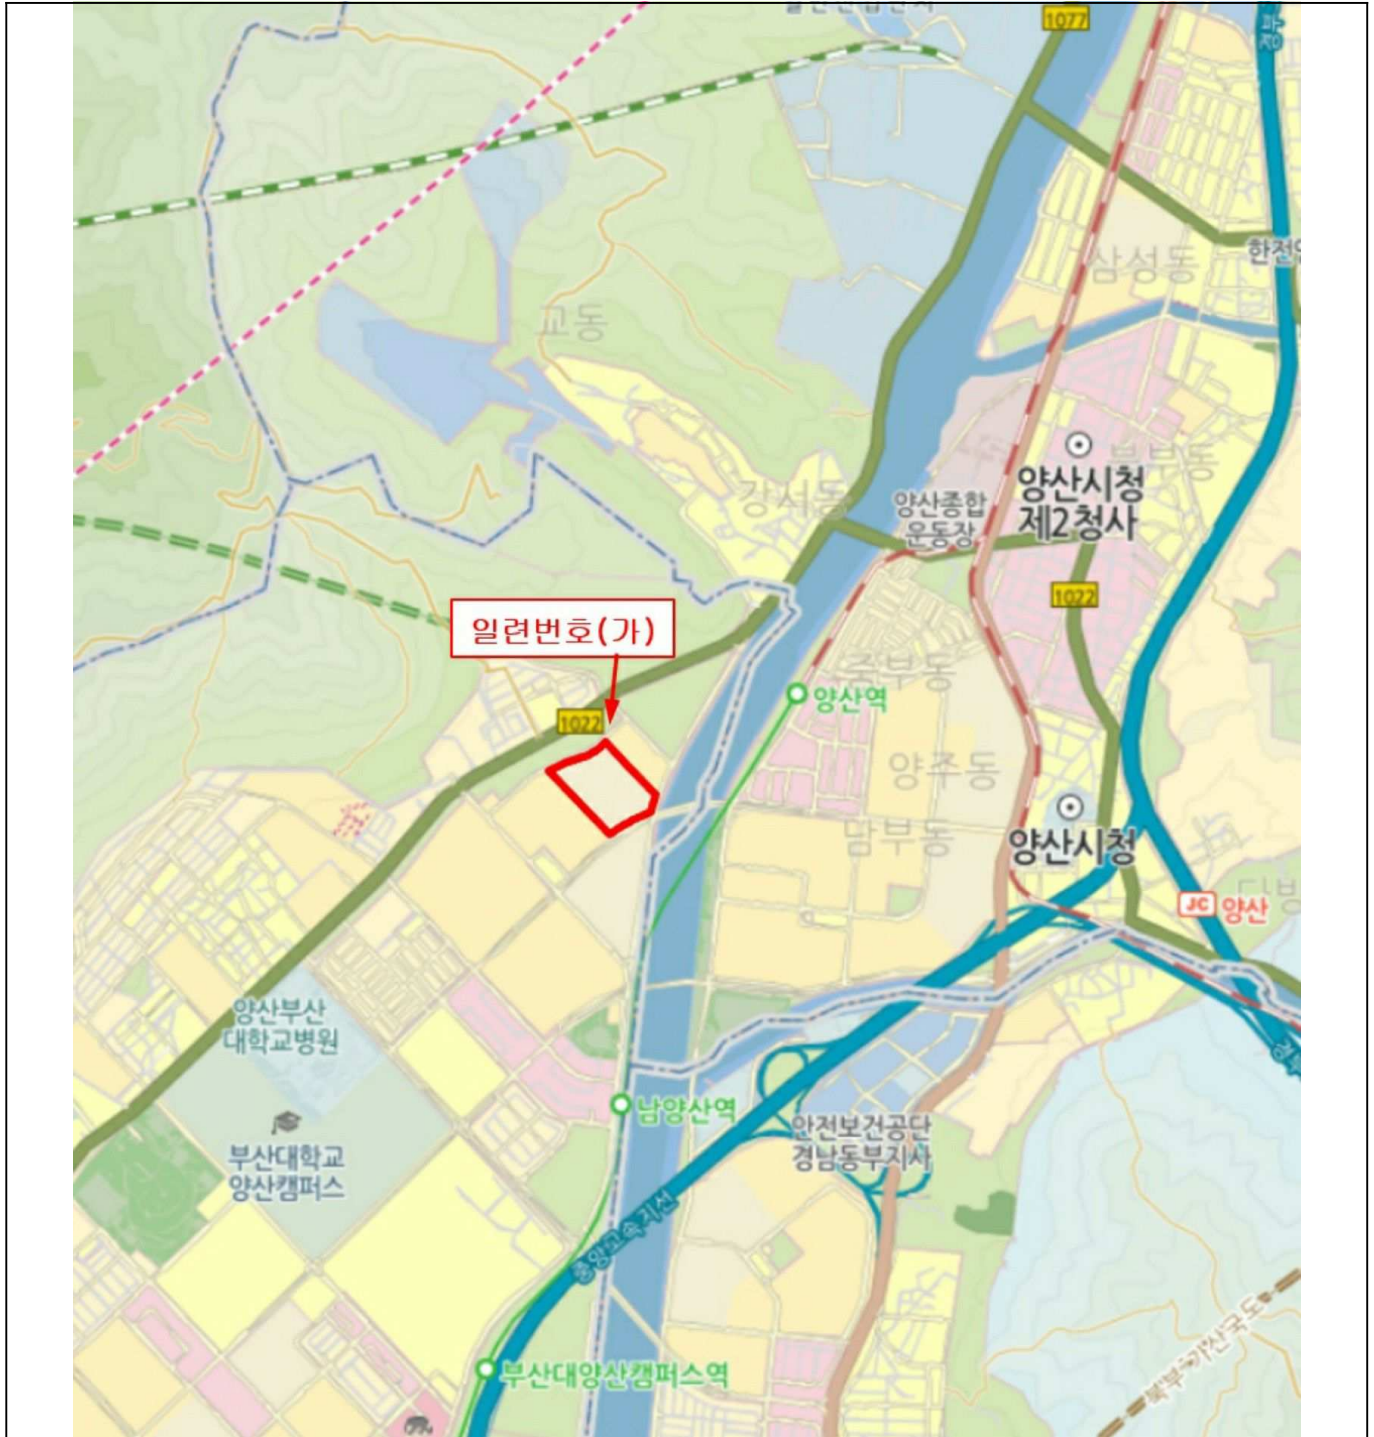 1077
경부
삼성동
한전
교동
북부동
양산시청
제2청사
강서동
양산종합
운동장
1022
일련번호(가)
중부동
양산역
1022
양주동
남부동
양산시청
JC 양산
양산부산
대학교병원
남양산역
안전보건공단
경남동부지사
부산대학교
양산캠퍼스
중앙고속지선
부산대양산캠퍼스역